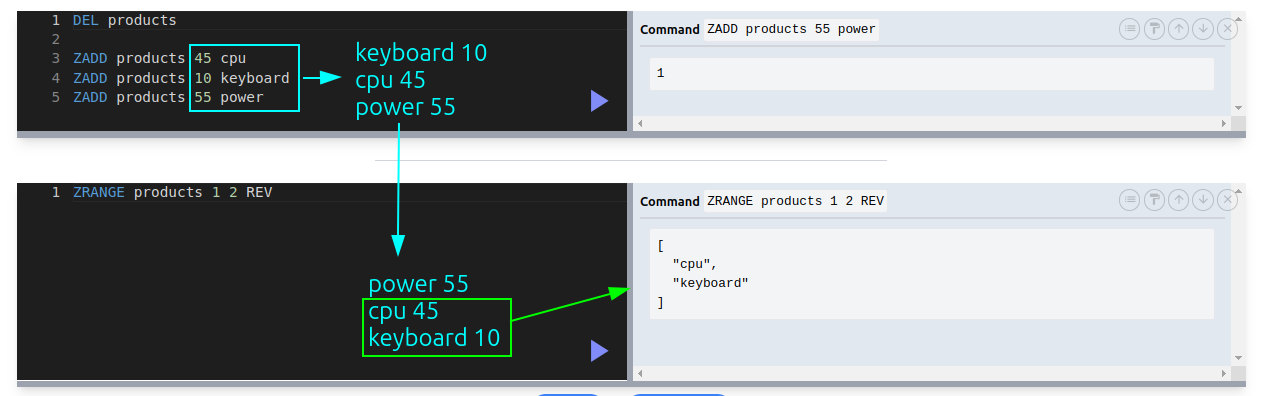 1 DEL products
2
3 ZADD products 45 cpu
4 ZADD products 10 keyboard
5 ZADD products 55 power
keyboard 10
cpu 45
power 55
Command ZADD products 55 power
1
1 ZRANGE products 1 2 REV
power 55
cpu 45
keyboard 10
Command ZRANGE products 1 2 REV
[
"cpu",
"keyboard"
]